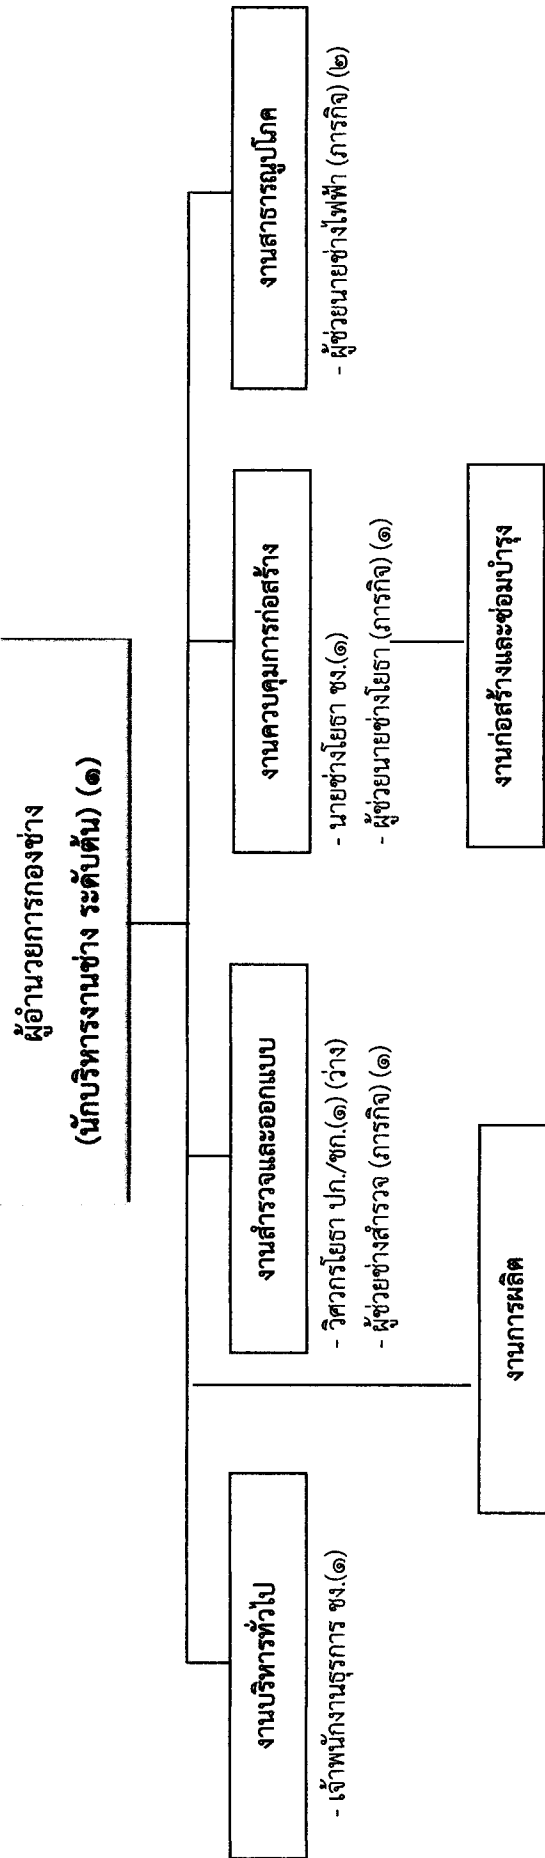 ผู้อำนวยการกองช่าง
(นักบริหารงานช่าง ระดับต้น) (๑)
งานบริหารทั่วไป
- เจ้าพนักงานธุรการ ชง.(๑)
งานสำรวจและออกแบบ
- วิศวกรโยธา ปก./ชก.(๑) (ว่าง)
- ผู้ช่วยช่างสำรวจ (ภารกิจ) (๑)
งานควบคุมการก่อสร้าง
- นายช่างโยธา ชง.(๑)
- ผู้ช่วยนายช่างโยธา (ภารกิจ) (๑)
งานสาธารณูปโภค
- ผู้ช่วยนายช่างไฟฟ้า (ภารกิจ) (๒)
งานการผลิต
งานก่อสร้างและซ่อมบำรุง